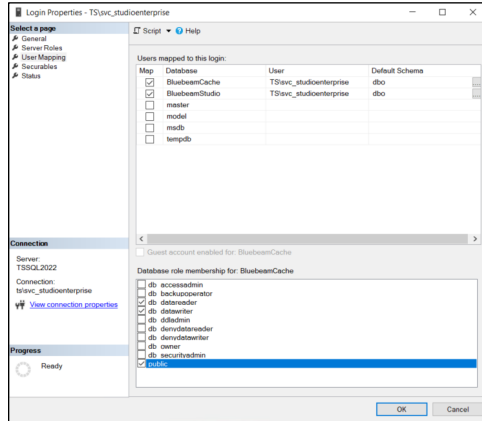 Login Properties - TS\svc_studioenterprise
Select a page
General
Server Roles
User Mapping
Securables
Status
Script
Help
Users mapped to this login:
Map Database User Default Schema
BluebeamCache TS\svc_studioenterprise dbo ...
BluebeamStudio TS\svc_studioenterprise dbo ...
master
model
msdb
tempdb
Guest account enabled for: BluebeamCache
Database role membership for: BluebeamCache
db_accessadmin
db_backupoperator
db_datareader
db_datawriter
db_ddladmin
db_denydatareader
db_denydatawriter
db_owner
db_securityadmin
public
Connection
Server:
TSSQL2022
Connection:
ts\svc_studioenterprise
View connection properties
Progress
Ready
OK Cancel